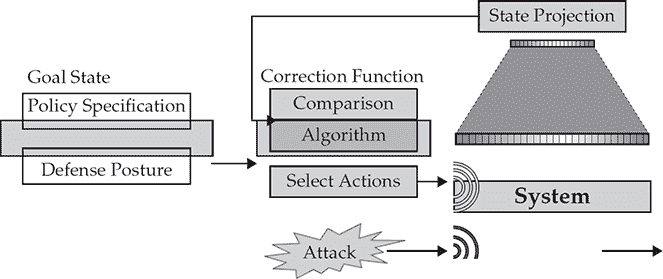 State Projection
Goal State
Correction Function
Policy Specification
Comparison
Algorithm
Defense Posture
Select Actions
System
Attack